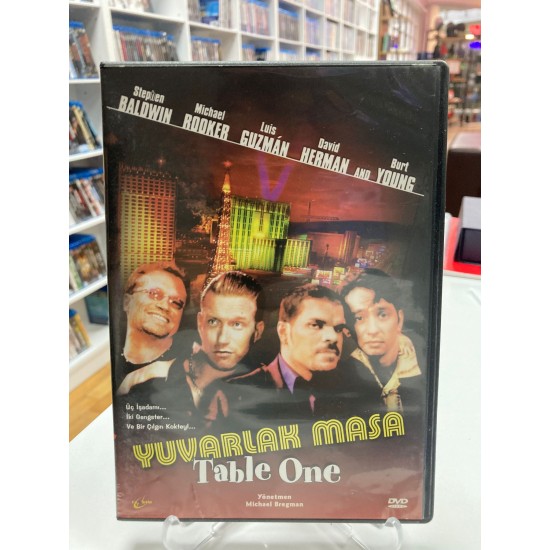 Stephen
BALDWIN
Michael
ROOKER
Luis
GUZMÁN
David
HERMAN
AND
Burt
YOUNG
Üç İşadamı...
İki Gangster...
Ve Bir Çılgın Kokteyl...
YUVARLAK MASA
Table One
Yönetmen
Michael Bregman
DVD